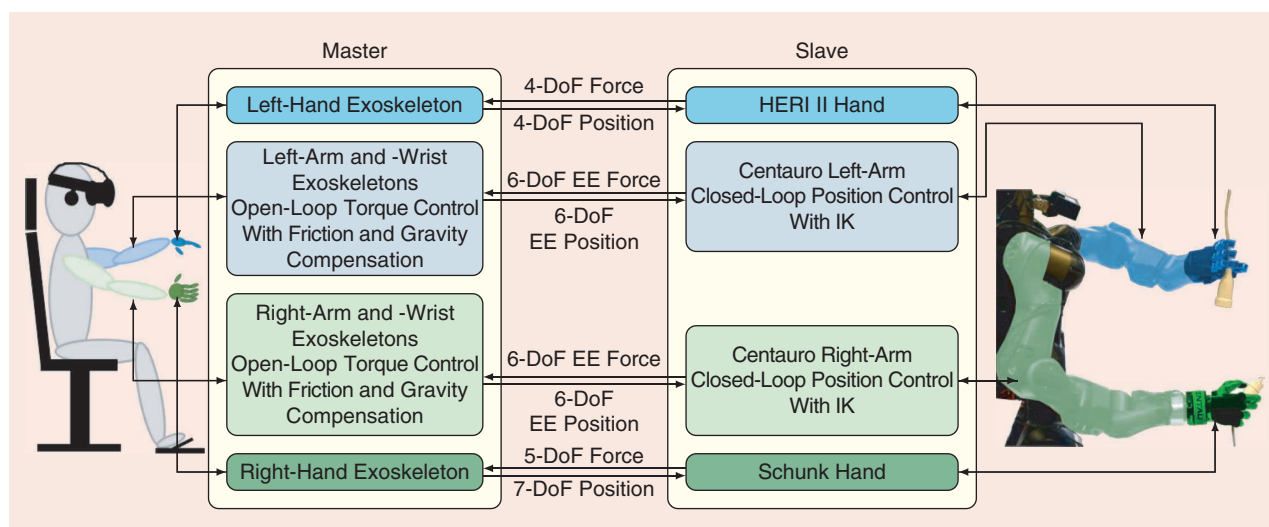 Master
Slave
Left-Hand Exoskeleton
4-DoF Force
4-DoF Position
HERI II Hand
Left-Arm and -Wrist
Exoskeletons
Open-Loop Torque Control
With Friction and Gravity
Compensation
6-DoF EE Force
6-DoF
EE Position
Centauro Left-Arm
Closed-Loop Position Control
With IK
Right-Arm and -Wrist
Exoskeletons
Open-Loop Torque Control
With Friction and Gravity
Compensation
6-DoF EE Force
6-DoF
EE Position
Centauro Right-Arm
Closed-Loop Position Control
With IK
Right-Hand Exoskeleton
5-DoF Force
7-DoF Position
Schunk Hand